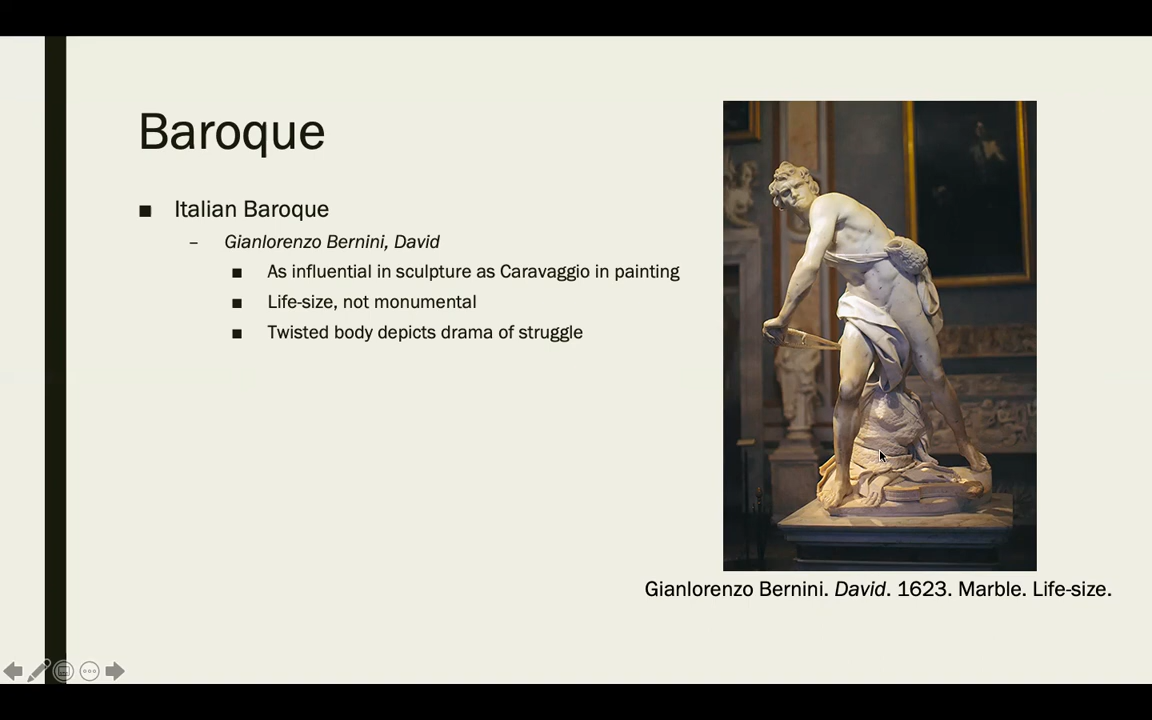 Baroque
Italian Baroque
Gianlorenzo Bernini, David
As influential in sculpture as Caravaggio in painting
Life-size, not monumental
Twisted body depicts drama of struggle
Gianlorenzo Bernini. David. 1623. Marble. Life-size.